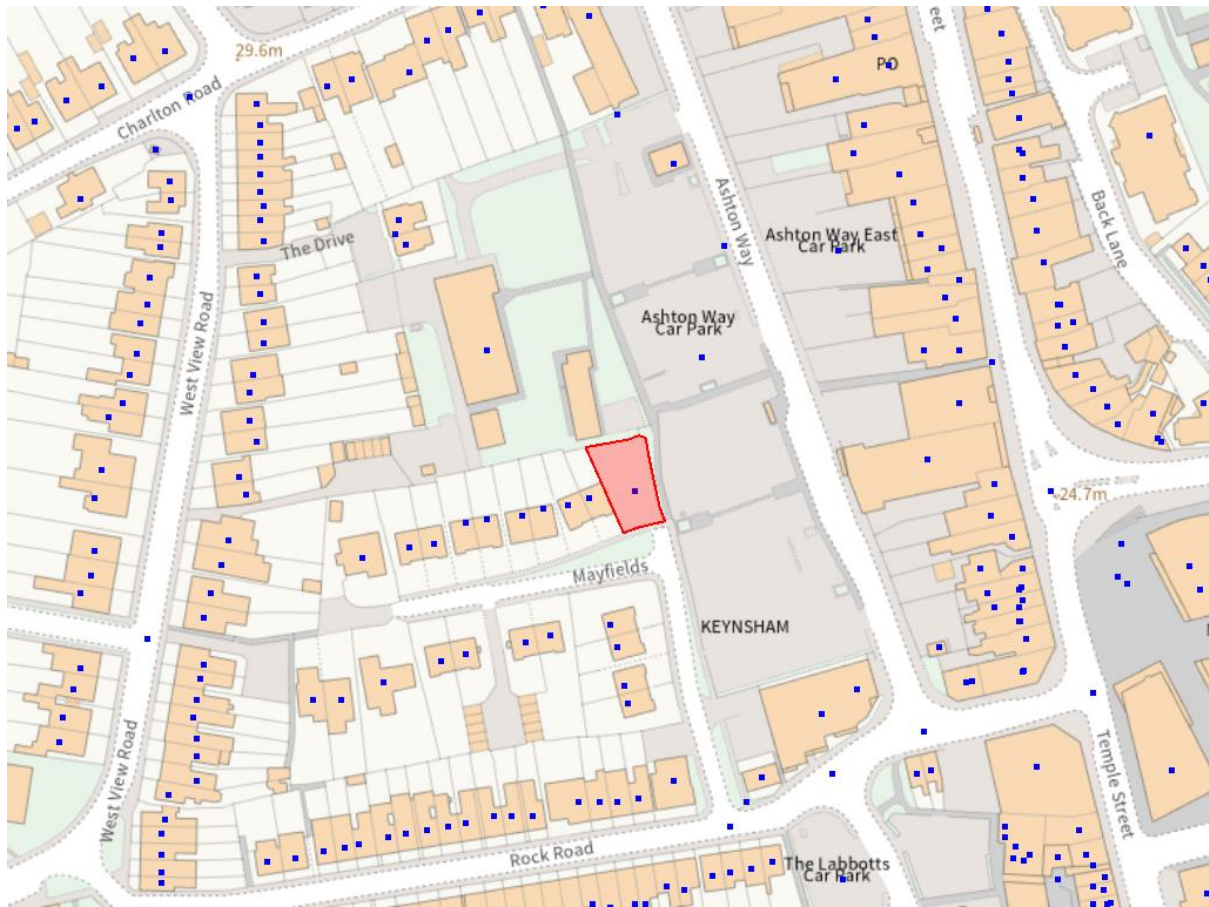 29.6m
Charlton Road
reet
PO
Ashton Way
Back Lane
Ashton Way East
Car Park
The Drive
West View Road
Ashton Way
Car Park
24.7m
Mayfields
KEYNSHAM
West View Road
Temple Street
Rock Road
The Labbotts
Car Park